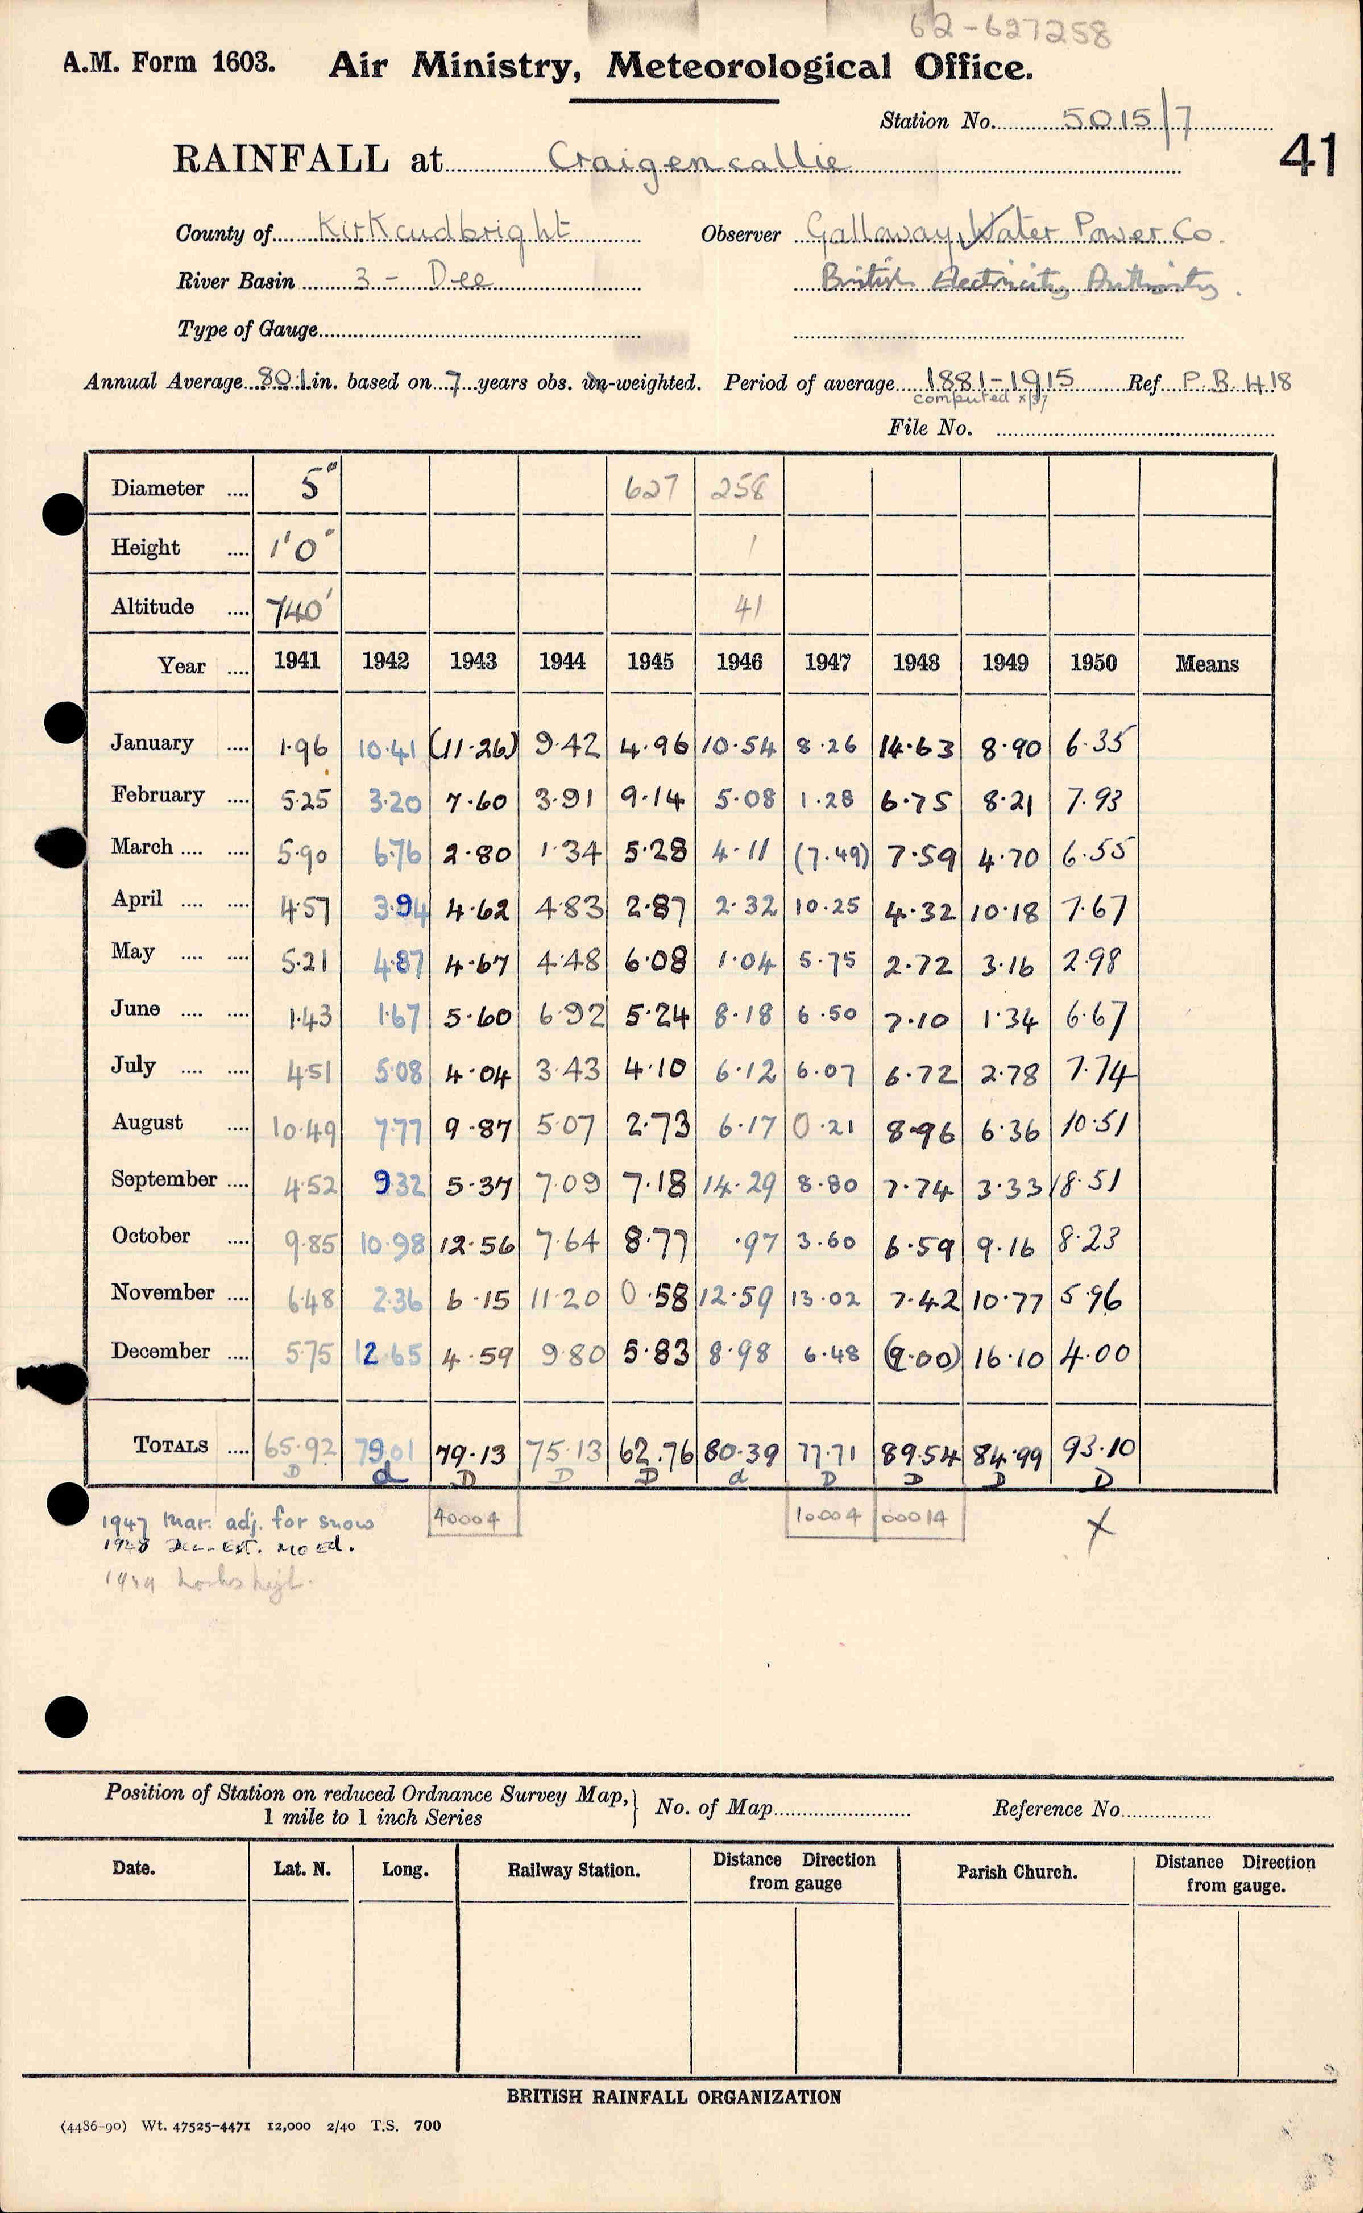 62-627258
A.M. Form 1603. Air Ministry, Meteorological Office.
Station No. 5015/7
41
RAINFALL at Craigencallie
County of Kirkcudbright Observer Galloway Water Power Co.
River Basin 3 - Dee British Electricity Authority.
Type of Gauge
Annual Average 80.1 in. based on 7 years obs. un-weighted. Period of average 1881-1915 Ref P.B. 418
computed x/37
File No.
Diameter .... 5" 627 258
Height .... 1'0" 1
Altitude .... 740' 41
Year .... 1941 1942 1943 1944 1945 1946 1947 1948 1949 1950 Means
January .... 1.96 10.41 (11.26) 9.42 4.96 10.54 8.26 14.63 8.90 6.35
February .... 5.25 3.20 7.60 3.91 9.14 5.08 1.28 6.75 8.21 7.93
March .... .... 5.90 6.76 2.80 1.34 5.28 4.11 (7.49) 7.59 4.70 6.55
April .... .... 4.57 3.94 4.62 4.83 2.87 2.32 10.25 4.32 10.18 7.67
May .... .... 5.21 4.87 4.67 4.48 6.08 1.04 5.75 2.72 3.16 2.98
June .... .... 1.43 1.67 5.60 6.92 5.24 8.18 6.50 7.10 1.34 6.67
July .... .... 4.51 5.08 4.04 3.43 4.10 6.12 6.07 6.72 2.78 7.74
August .... 10.49 7.77 9.87 5.07 2.73 6.17 0.21 8.96 6.36 10.51
September .... 4.52 9.32 5.37 7.09 7.18 14.29 8.80 7.74 3.33 18.51
October .... 9.85 10.98 12.56 7.64 8.77 .97 3.60 6.59 9.16 8.23
November .... 6.48 2.36 6.15 11.20 0.58 12.59 13.02 7.42 10.77 5.96
December .... 5.75 12.65 4.59 9.80 5.83 8.98 6.48 (9.00) 16.10 4.00
TOTALS .... 65.92 79.01 79.13 75.13 62.76 80.39 77.71 89.54 84.99 93.10
D d D D D d D D D D
40004 10004 00014 X
1947 Mar. adj. for snow
1948 Dec. Est. MO Ed.
1949
Position of Station on reduced Ordnance Survey Map,
1 mile to 1 inch Series
No. of Map Reference No
Date. Lat. N. Long. Railway Station. Distance Direction from gauge Parish Church. Distance Direction from gauge.
BRITISH RAINFALL ORGANIZATION
(4486-90) Wt. 47525-4471 12,000 2/40 T.S. 700